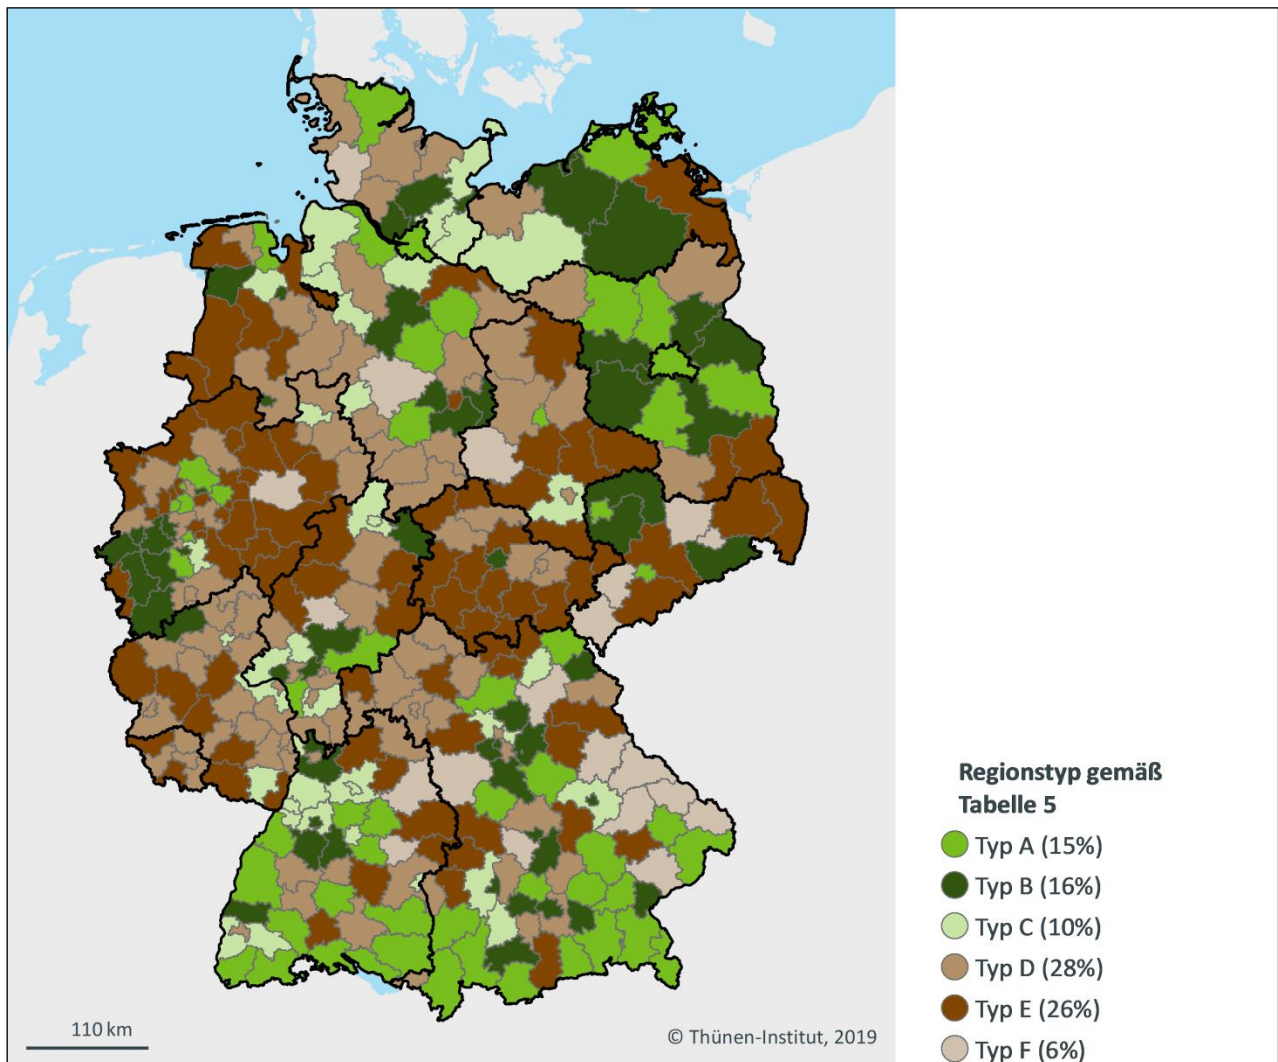 Regionstyp gemäß
Tabelle 5
Typ A (15%)
Typ B (16%)
Typ C (10%)
Typ D (28%)
Typ E (26%)
Typ F (6%)
110 km
© Thünen-Institut, 2019